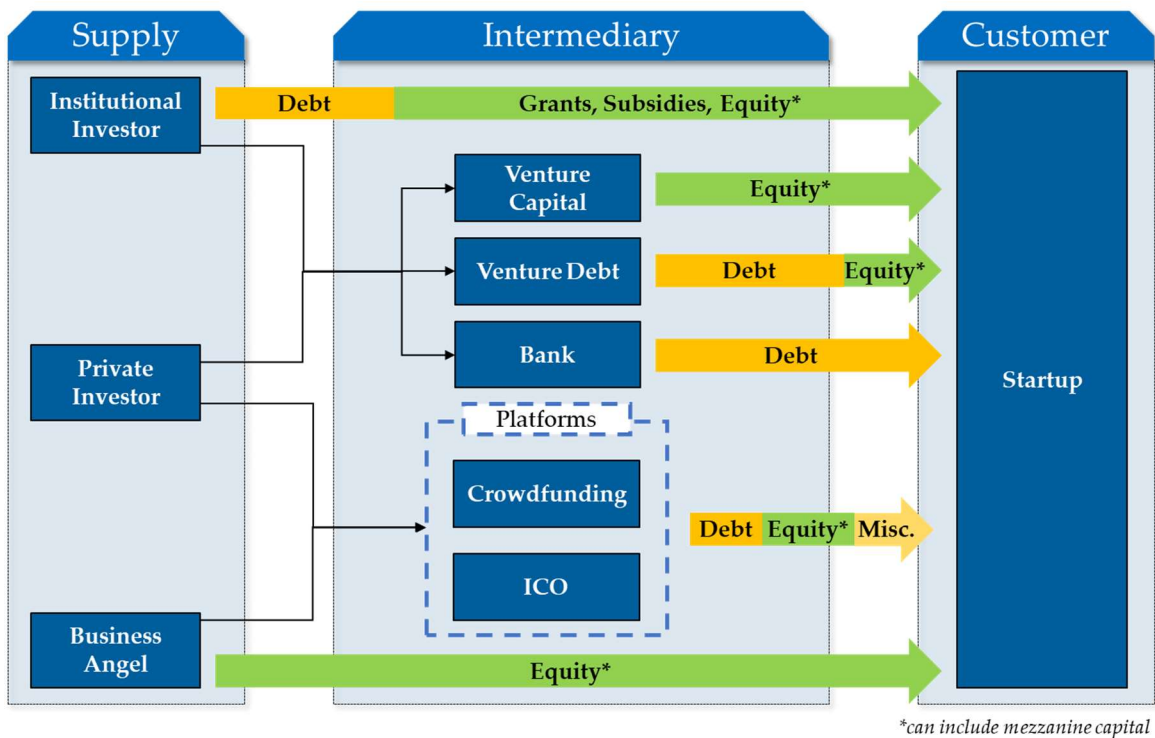 Supply
Intermediary
Customer
Institutional
Investor
Debt
Grants, Subsidies, Equity*
Venture
Capital
Equity*
Venture Debt
Debt
Equity*
Private
Investor
Bank
Debt
Startup
Platforms
Crowdfunding
Debt
Equity*
Misc.
ICO
Business
Angel
Equity*
*can include mezzanine capital